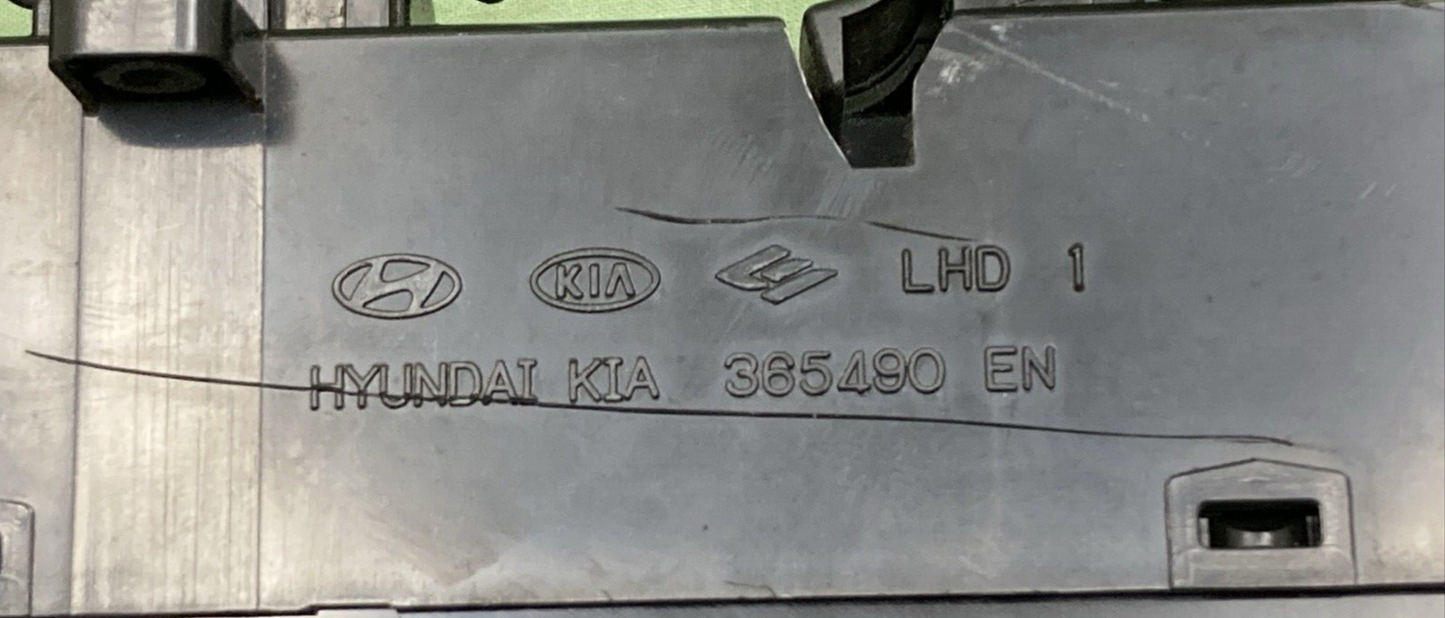 KIA LHD 1
HYUNDAI KIA 365490 EN